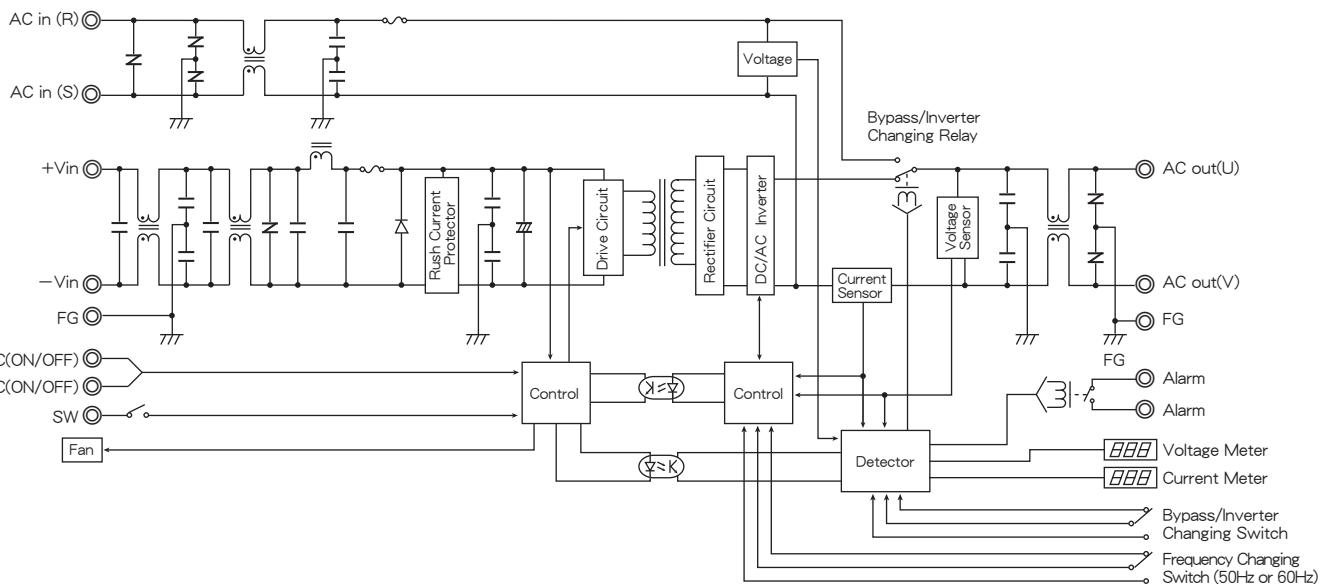 AC in (R)
AC in (S)
Voltage
Bypass/Inverter
Changing Relay
+Vin
−Vin
FG
Rush Current
Protector
Drive Circuit
Rectifier Circuit
DC/AC Inverter
Current
Sensor
Voltage
Sensor
AC out(U)
AC out(V)
FG
FG
C(ON/OFF)
C(ON/OFF)
SW
Fan
Control
Control
Detector
Alarm
Alarm
888 Voltage Meter
888 Current Meter
Bypass/Inverter
Changing Switch
Frequency Changing
Switch (50Hz or 60Hz)